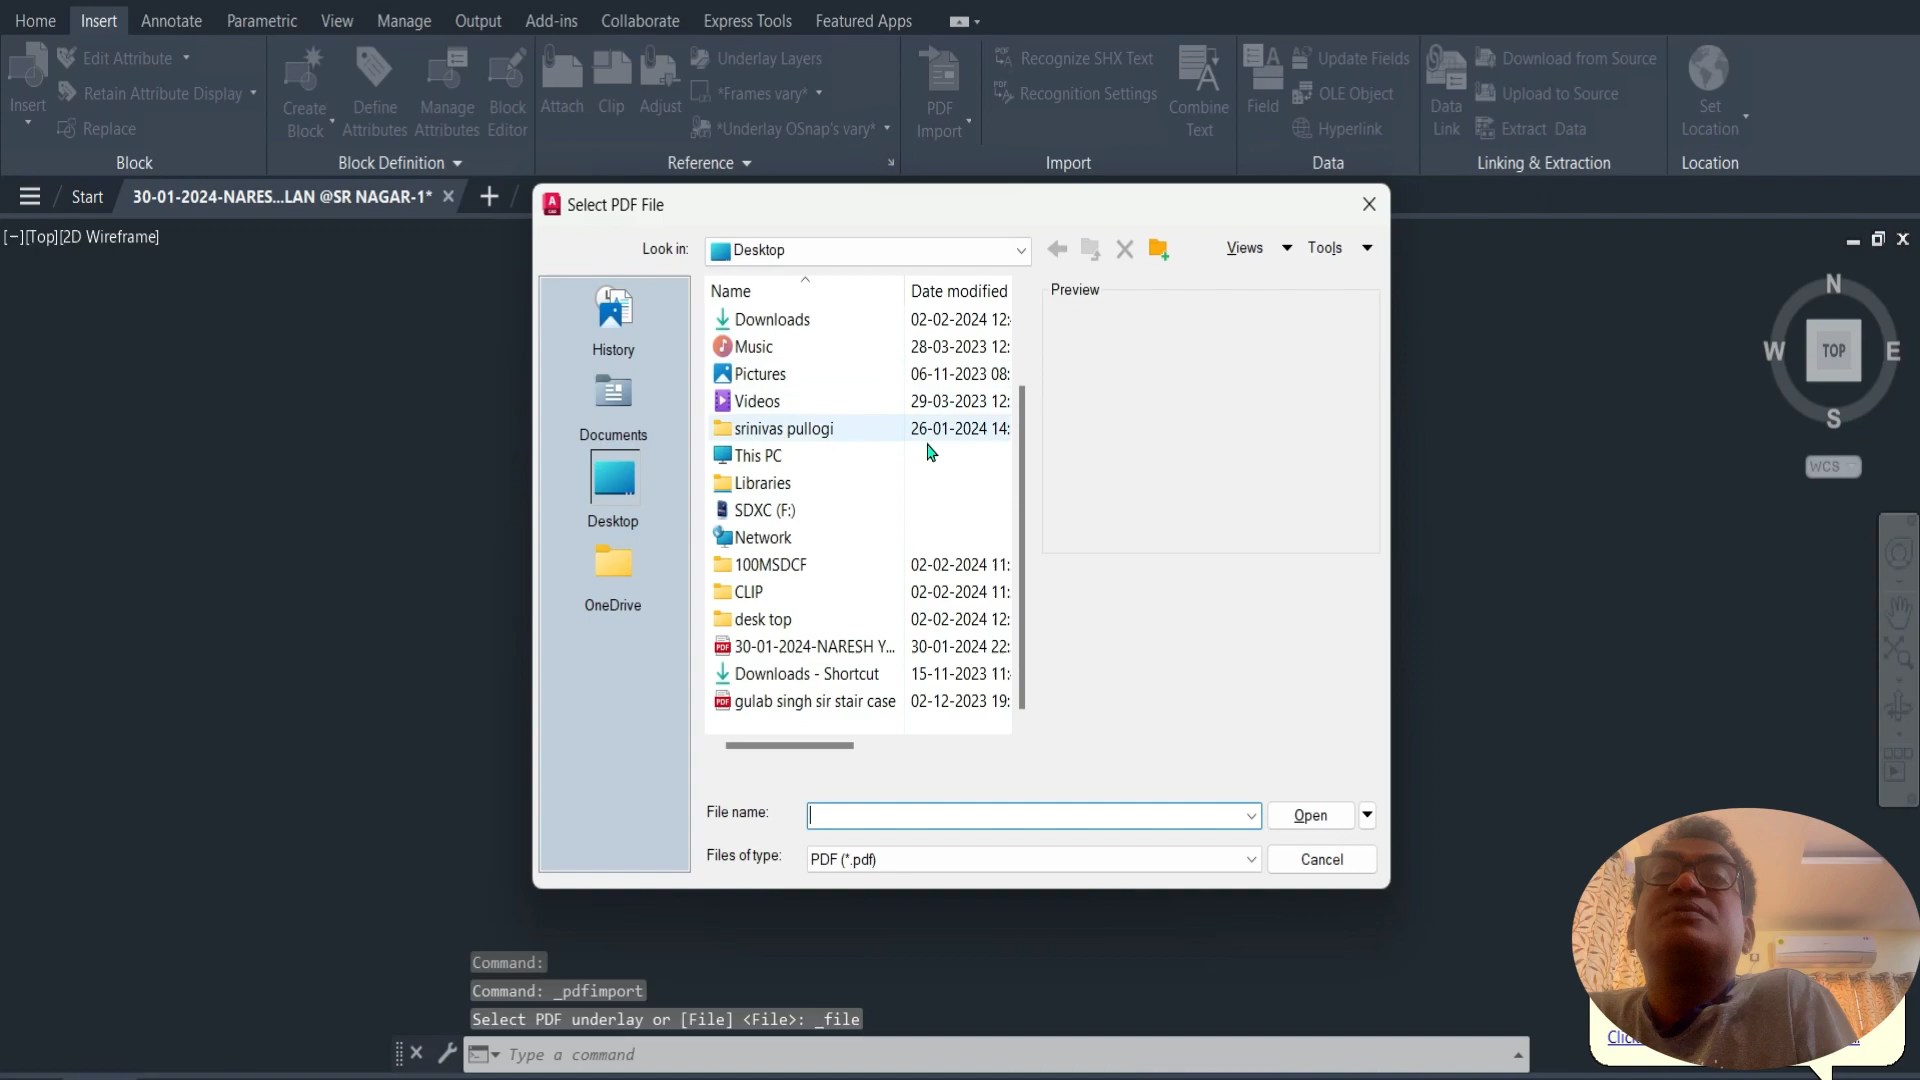 Home Insert Annotate Parametric View Manage Output Add-ins Collaborate Express Tools Featured Apps
Insert
Edit Attribute
Retain Attribute Display
Replace
Block
Create Block
Define Attributes
Manage Attributes
Block Editor
Block Definition
Attach
Clip
Adjust
Underlay Layers
*Frames vary*
*Underlay OSnap's vary*
Reference
PDF Import
Recognize SHX Text
Recognition Settings
Combine Text
Import
Field
Update Fields
OLE Object
Hyperlink
Data
Data Link
Download from Source
Upload to Source
Extract Data
Linking & Extraction
Set Location
Location
Start 30-01-2024-NARES...LAN @SR NAGAR-1*
[−][Top][2D Wireframe]
Select PDF File
Look in: Desktop
Views Tools
History
Documents
Desktop
OneDrive
Name Date modified
Downloads 02-02-2024 12:
Music 28-03-2023 12:
Pictures 06-11-2023 08:
Videos 29-03-2023 12:
srinivas pullogi 26-01-2024 14:
This PC
Libraries
SDXC (F:)
Network
100MSDCF 02-02-2024 11:
CLIP 02-02-2024 11:
desk top 02-02-2024 12:
30-01-2024-NARESH Y... 30-01-2024 22:
Downloads - Shortcut 15-11-2023 11:
gulab singh sir stair case 02-12-2023 19:
Preview
File name:
Open
Files of type: PDF (*.pdf)
Cancel
N
W TOP E
S
WCS
Command:
Command: _pdfimport
Select PDF underlay or [File] <File>: _file
Type a command